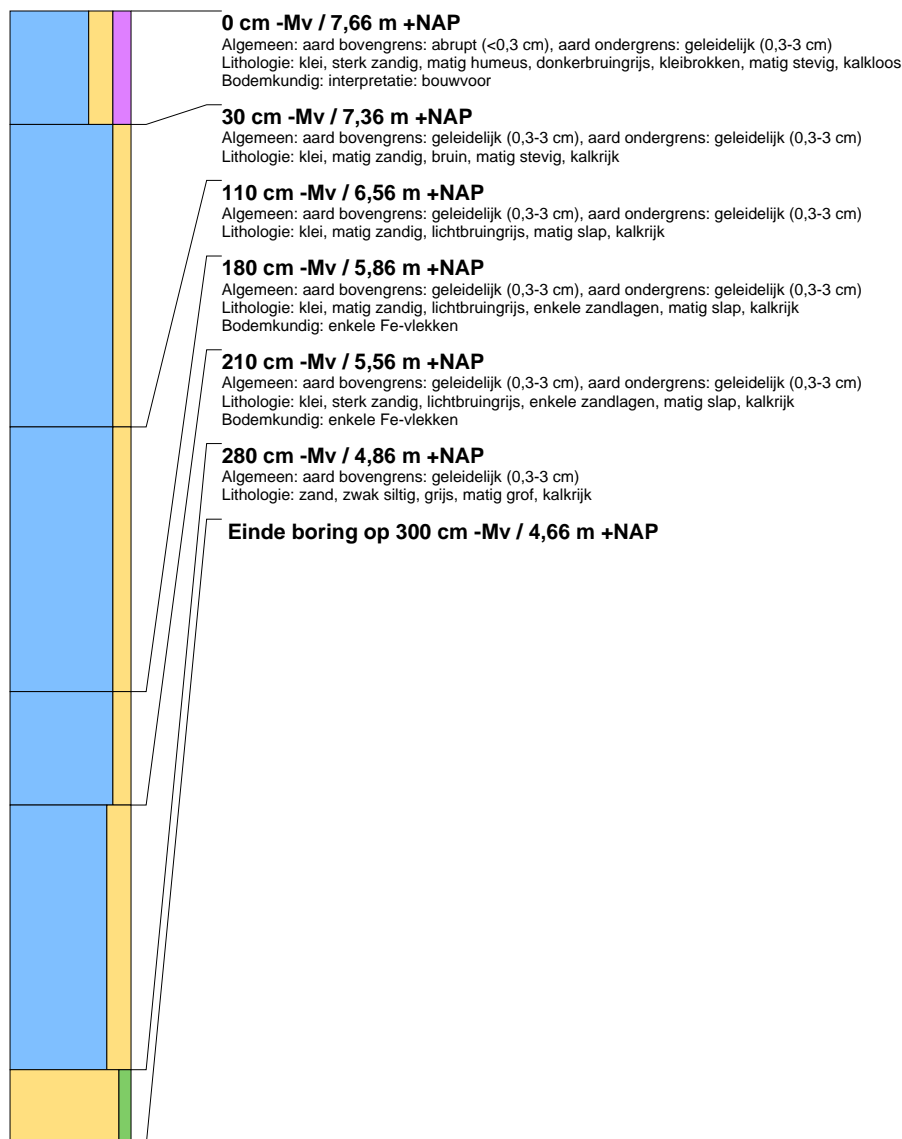 0 cm -Mv / 7,66 m +NAP
Algemeen: aard bovengrens: abrupt (<0,3 cm), aard ondergrens: geleidelijk (0,3-3 cm)
Lithologie: klei, sterk zandig, matig humeus, donkerbruingrijs, kleibrokken, matig stevig, kalkloos
Bodemkundig: interpretatie: bouwvoor
30 cm -Mv / 7,36 m +NAP
Algemeen: aard bovengrens: geleidelijk (0,3-3 cm), aard ondergrens: geleidelijk (0,3-3 cm)
Lithologie: klei, matig zandig, bruin, matig stevig, kalkrijk
110 cm -Mv / 6,56 m +NAP
Algemeen: aard bovengrens: geleidelijk (0,3-3 cm), aard ondergrens: geleidelijk (0,3-3 cm)
Lithologie: klei, matig zandig, lichtbruingrijs, matig slap, kalkrijk
180 cm -Mv / 5,86 m +NAP
Algemeen: aard bovengrens: geleidelijk (0,3-3 cm), aard ondergrens: geleidelijk (0,3-3 cm)
Lithologie: klei, matig zandig, lichtbruingrijs, enkele zandlagen, matig slap, kalkrijk
Bodemkundig: enkele Fe-vlekken
210 cm -Mv / 5,56 m +NAP
Algemeen: aard bovengrens: geleidelijk (0,3-3 cm), aard ondergrens: geleidelijk (0,3-3 cm)
Lithologie: klei, sterk zandig, lichtbruingrijs, enkele zandlagen, matig slap, kalkrijk
Bodemkundig: enkele Fe-vlekken
280 cm -Mv / 4,86 m +NAP
Algemeen: aard bovengrens: geleidelijk (0,3-3 cm)
Lithologie: zand, zwak siltig, grijs, matig grof, kalkrijk
Einde boring op 300 cm -Mv / 4,66 m +NAP